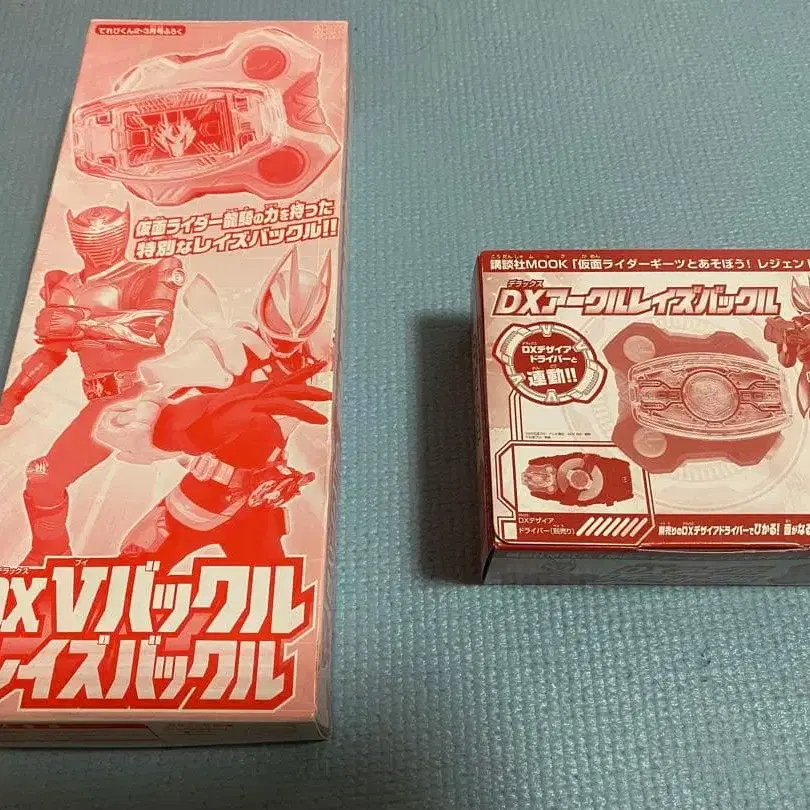 てれびくん2・3月号ふろく
仮面ライダー龍騎の力を持った
特別なレイズバックル!!
デラックス
ブイ
DX Vバックル
レイズバックル
講談社MOOK「仮面ライダーギーツとあそぼう! レジェン
デラックス
DXアークルレイズバックル
DXデザイア
ドライバーと
連動!!
DXデザイア
ドライバー(別売り)
別売りのDXデザイアドライバーでひかる! 音がなる